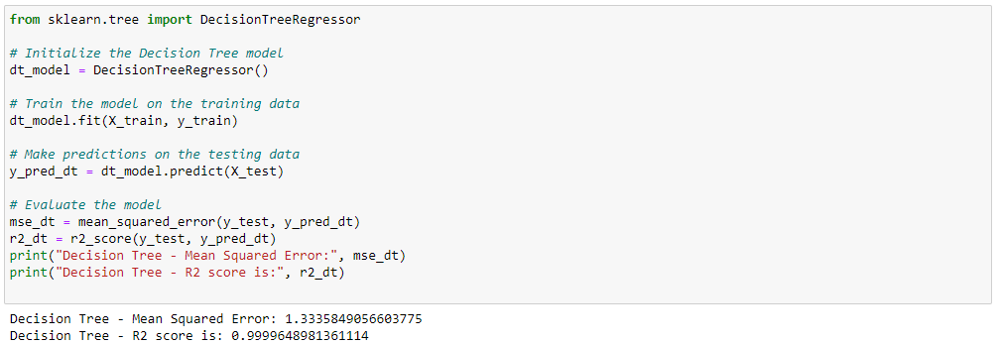 from sklearn.tree import DecisionTreeRegressor
# Initialize the Decision Tree model
dt_model = DecisionTreeRegressor()
# Train the model on the training data
dt_model.fit(X_train, y_train)
# Make predictions on the testing data
y_pred_dt = dt_model.predict(X_test)
# Evaluate the model
mse_dt = mean_squared_error(y_test, y_pred_dt)
r2_dt = r2_score(y_test, y_pred_dt)
print("Decision Tree - Mean Squared Error:", mse_dt)
print("Decision Tree - R2 score is:", r2_dt)
Decision Tree - Mean Squared Error: 1.3335849056603775
Decision Tree - R2 score is: 0.9999648981361114